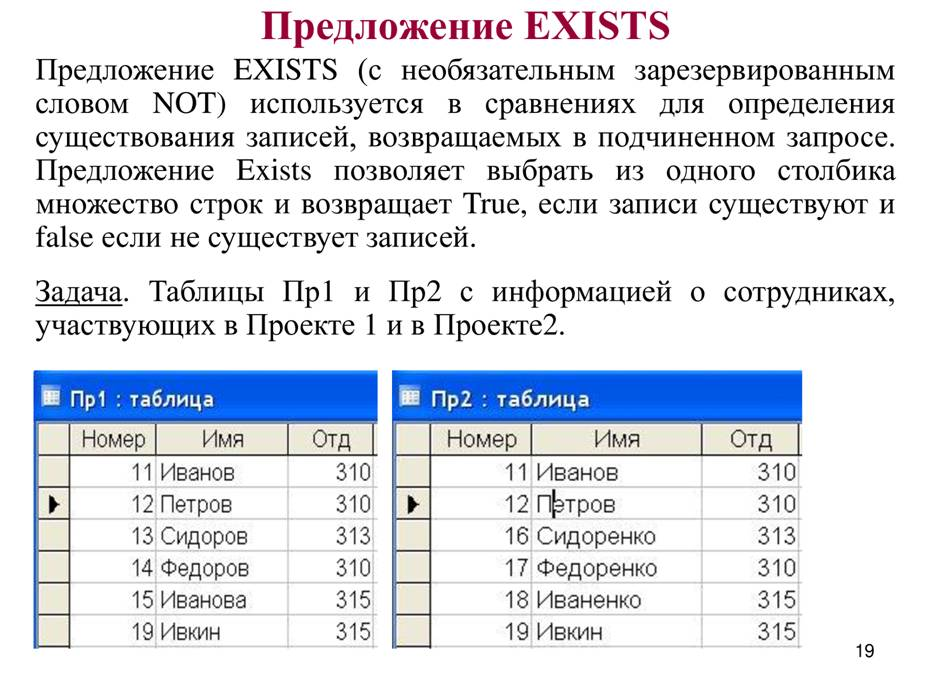 Предложение EXISTS
Предложение EXISTS (с необязательным зарезервированным
словом NOT) используется в сравнениях для определения
существования записей, возвращаемых в подчиненном запросе.
Предложение Exists позволяет выбрать из одного столбика
множество строк и возвращает True, если записи существуют и
false если не существует записей.
Задача. Таблицы Пр1 и Пр2 с информацией о сотрудниках,
участвующих в Проекте 1 и в Проекте2.
Пр1 : таблица
Номер Имя Отд
11 Иванов 310
12 Петров 310
13 Сидоров 313
14 Федоров 310
15 Иванова 315
19 Ивкин 315
Пр2 : таблица
Номер Имя Отд
11 Иванов 310
12 Петров 310
16 Сидоренко 313
17 Федоренко 310
18 Иваненко 315
19 Ивкин 315
19